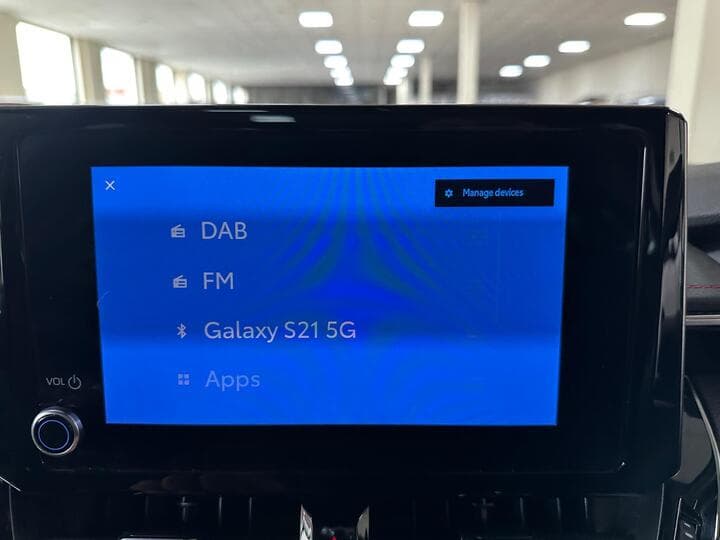 Manage devices
DAB
FM
Galaxy S21 5G
Apps
VOL